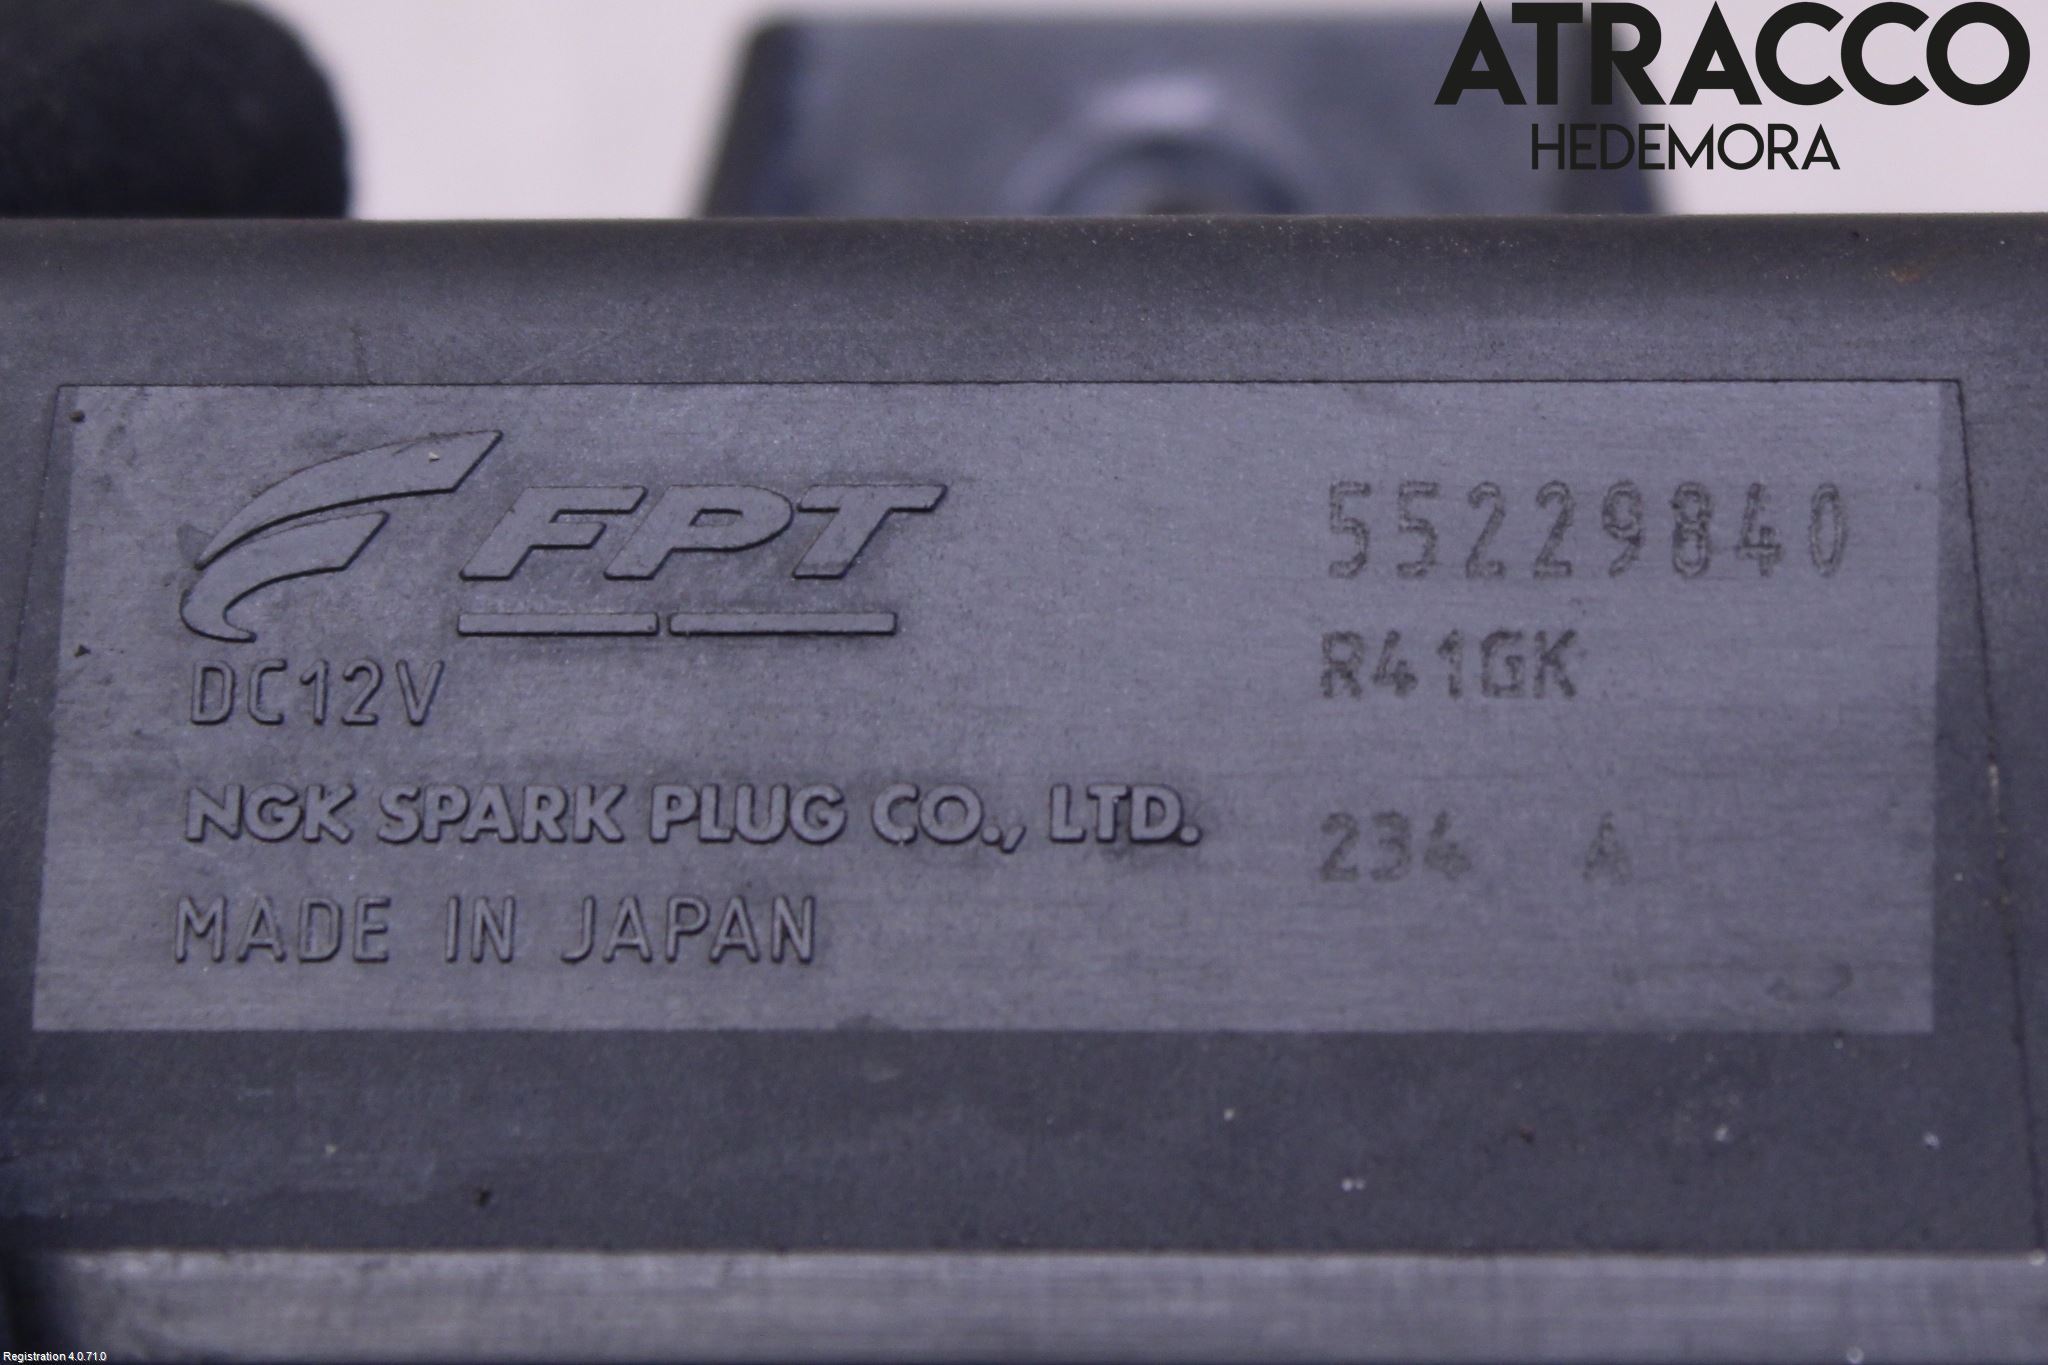 ATRACCO
HEDEMORA
FPT
55229840
DC12V
R41GK
NGK SPARK PLUG CO., LTD.
234 A
MADE IN JAPAN
Registration 4.0.71.0